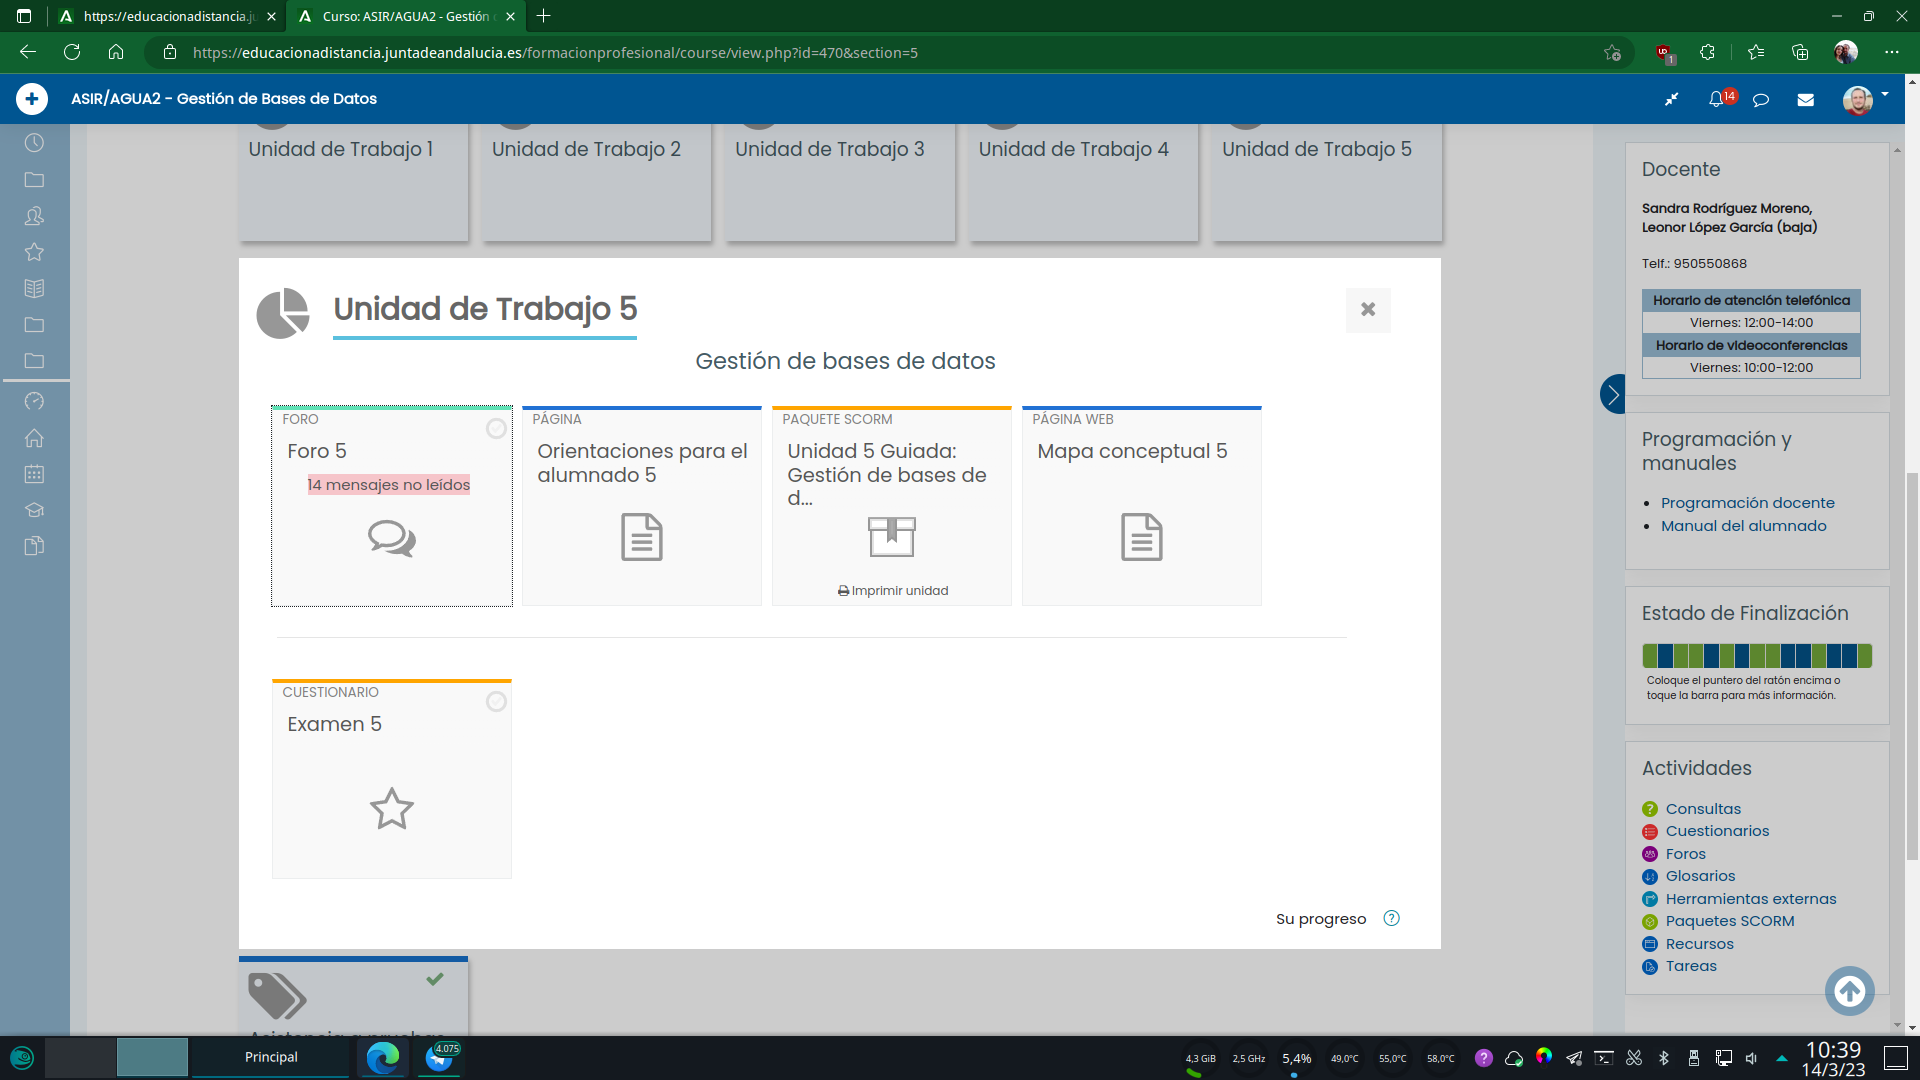 https://educacionadistancia.j
Curso: ASIR/AGUA2 - Gestión
https://educacionadistancia.juntadeandalucia.es/formacionprofesional/course/view.php?id=470&section=5
1
ASIR/AGUA2 - Gestión de Bases de Datos
14
Unidad de Trabajo 1
Unidad de Trabajo 2
Unidad de Trabajo 3
Unidad de Trabajo 4
Unidad de Trabajo 5
Unidad de Trabajo 5
Gestión de bases de datos
FORO
Foro 5
14 mensajes no leídos
PÁGINA
Orientaciones para el
alumnado 5
PAQUETE SCORM
Unidad 5 Guiada:
Gestión de bases de
d...
Imprimir unidad
PÁGINA WEB
Mapa conceptual 5
CUESTIONARIO
Examen 5
Su progreso
Docente
Sandra Rodríguez Moreno,
Leonor López García (baja)
Telf.: 950550868
Horario de atención telefónica
Viernes: 12:00-14:00
Horario de videoconferencias
Viernes: 10:00-12:00
Programación y
manuales
Programación docente
Manual del alumnado
Estado de Finalización
Coloque el puntero del ratón encima o
toque la barra para más información.
Actividades
Consultas
Cuestionarios
Foros
Glosarios
Herramientas externas
Paquetes SCORM
Recursos
Tareas
Asistencia a pruebas
Principal
4.075
4,3 GiB
2,5 GHz
5,4%
49,0°C
55,0°C
58,0°C
10:39
14/3/23